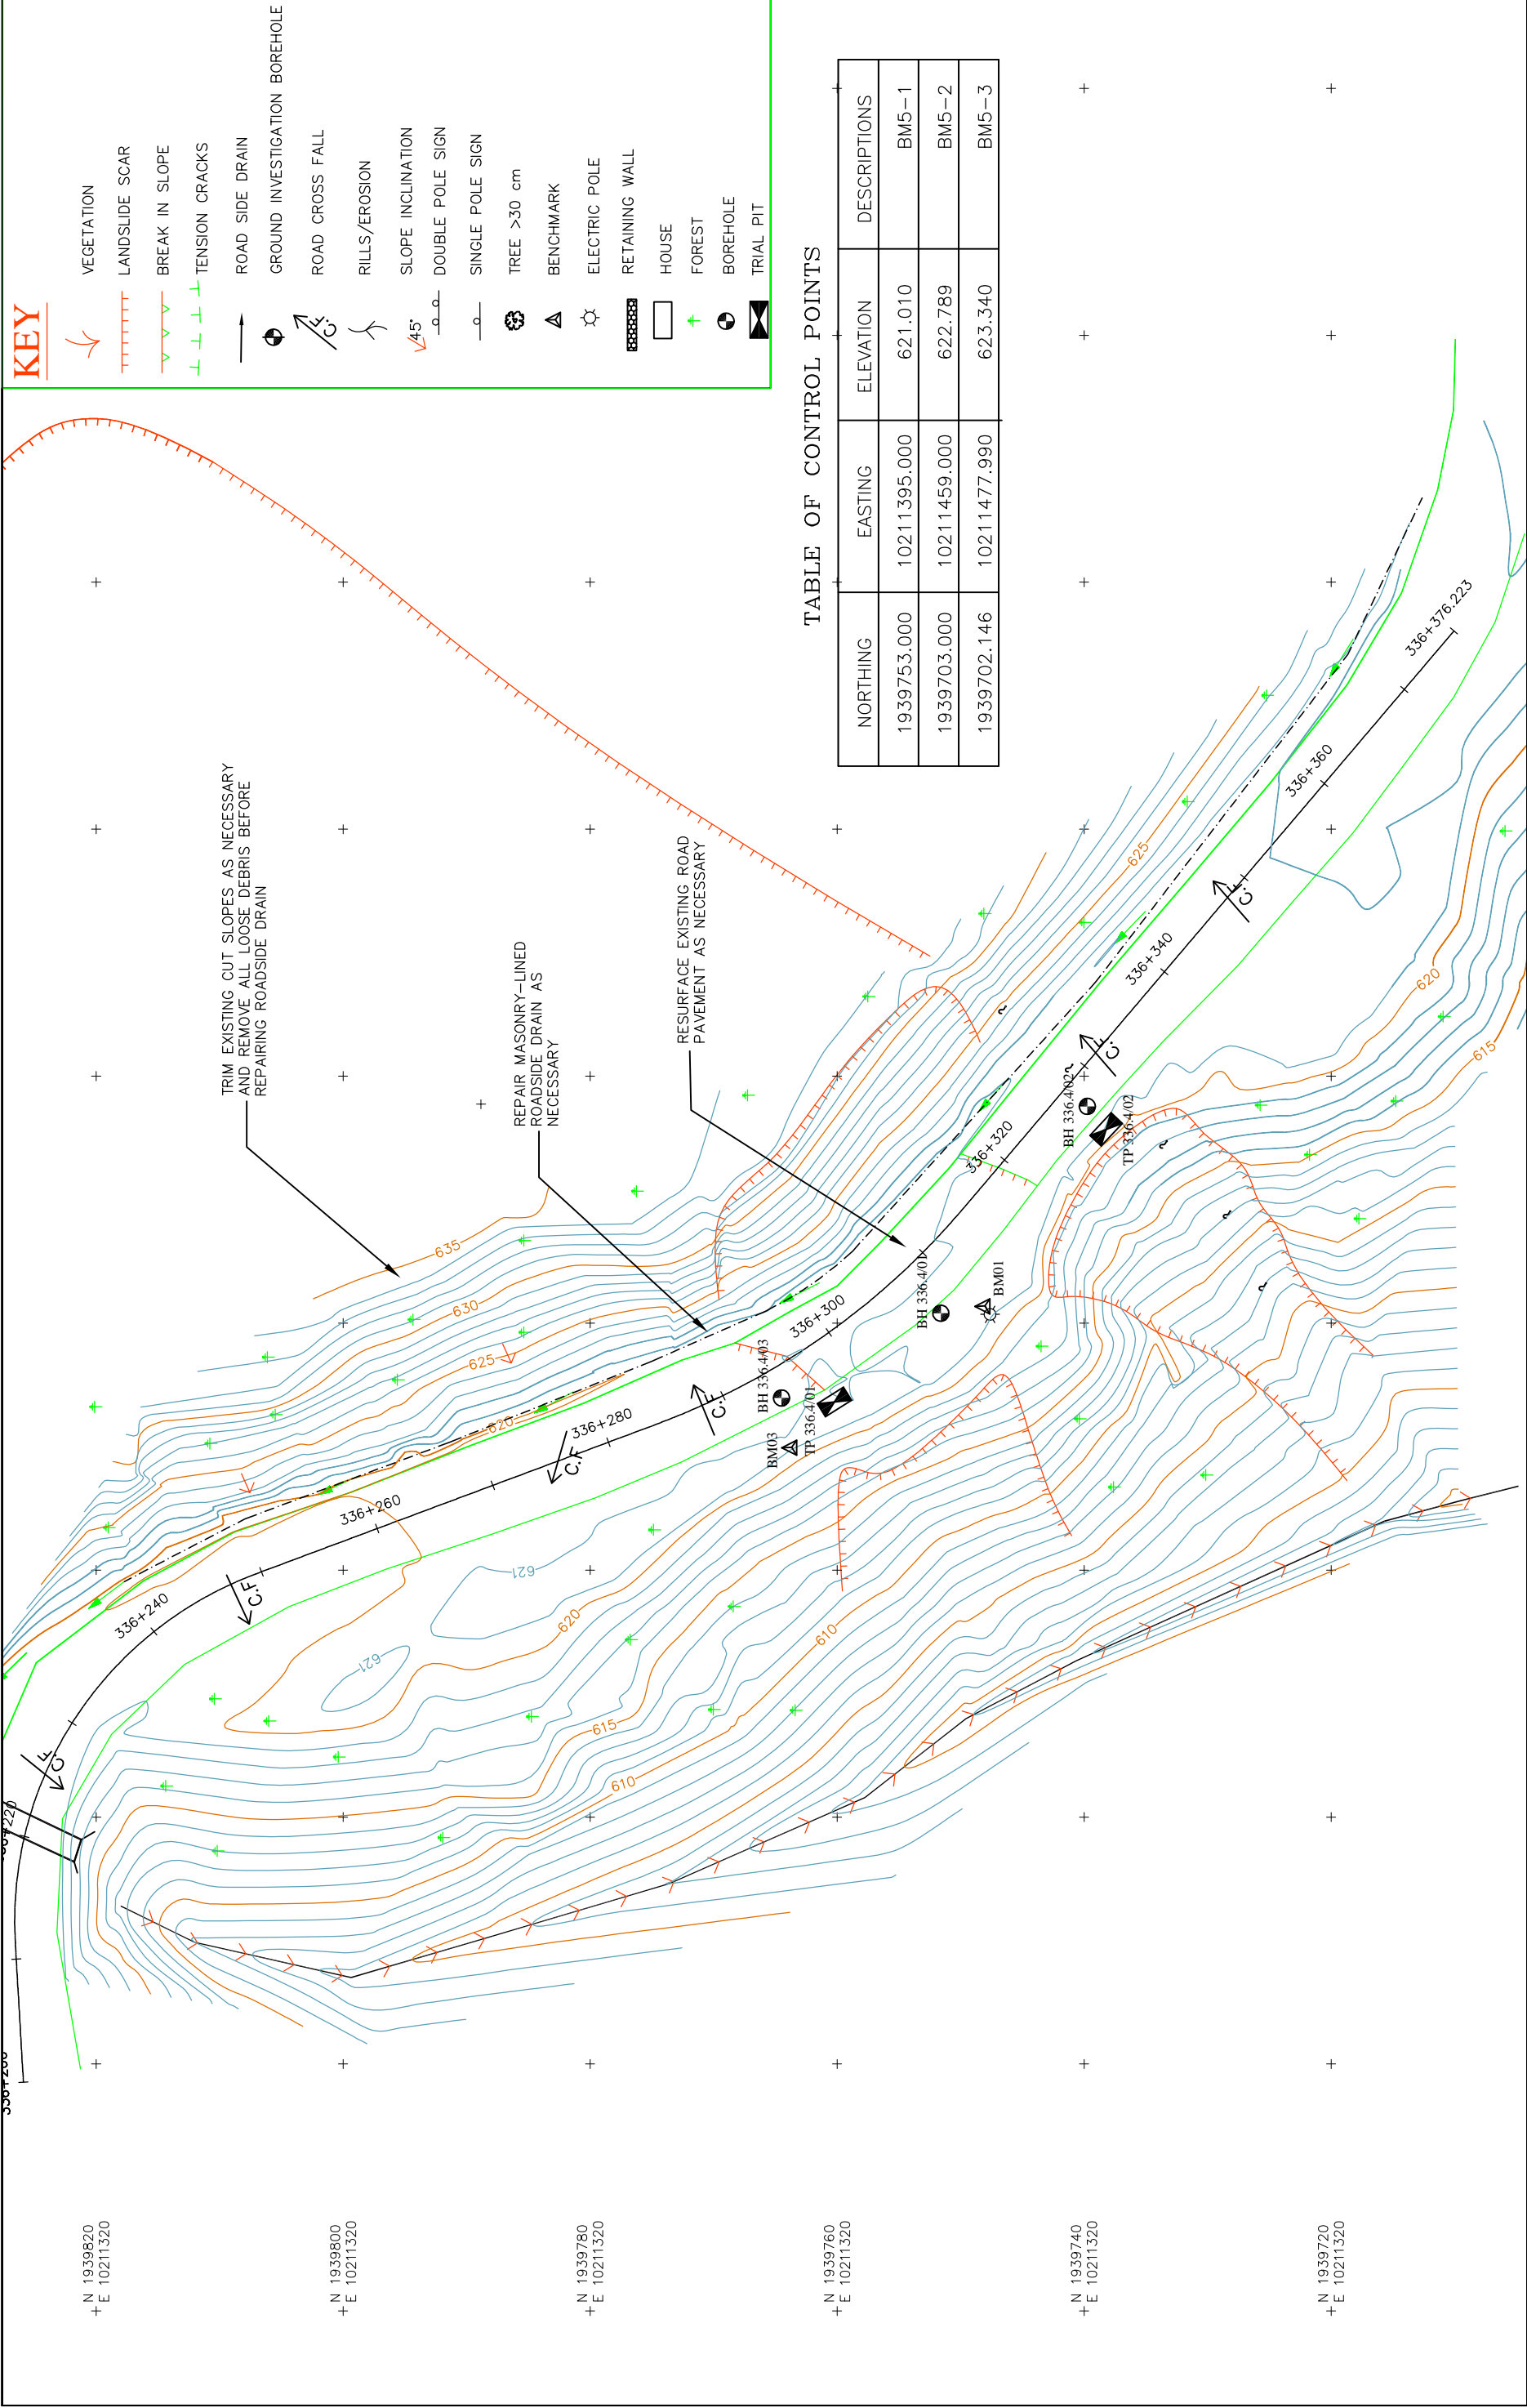 KEY
VEGETATION
LANDSLIDE SCAR
BREAK IN SLOPE
TENSION CRACKS
ROAD SIDE DRAIN
GROUND INVESTIGATION BOREHOLE
C.F.
ROAD CROSS FALL
RILLS/EROSION
45°
SLOPE INCLINATION
DOUBLE POLE SIGN
SINGLE POLE SIGN
TREE >30 cm
BENCHMARK
ELECTRIC POLE
RETAINING WALL
HOUSE
FOREST
BOREHOLE
TRIAL PIT
TABLE OF CONTROL POINTS
NORTHING EASTING ELEVATION DESCRIPTIONS
1939753.000 10211395.000 621.010 BM5-1
1939703.000 10211459.000 622.789 BM5-2
1939702.146 10211477.990 623.340 BM5-3
TRIM EXISTING CUT SLOPES AS NECESSARY
AND REMOVE ALL LOOSE DEBRIS BEFORE
REPAIRING ROADSIDE DRAIN
REPAIR MASONRY-LINED
ROADSIDE DRAIN AS
NECESSARY
RESURFACE EXISTING ROAD
PAVEMENT AS NECESSARY
336+240
336+260
336+280
336+300
336+320
336+340
336+360
336+376.223
C.F.
C.F.
C.F.
C.F.
C.F.
C.F.
635
630
625
620
625
621
621
620
615
610
610
620
615
BH 336.4/03
TP 336.4/01
BM03
BH 336.4/01
BM01
BH 336.4/02
TP 336.4/02
N 1939820
E 10211320
N 1939800
E 10211320
N 1939780
E 10211320
N 1939760
E 10211320
N 1939740
E 10211320
N 1939720
E 10211320